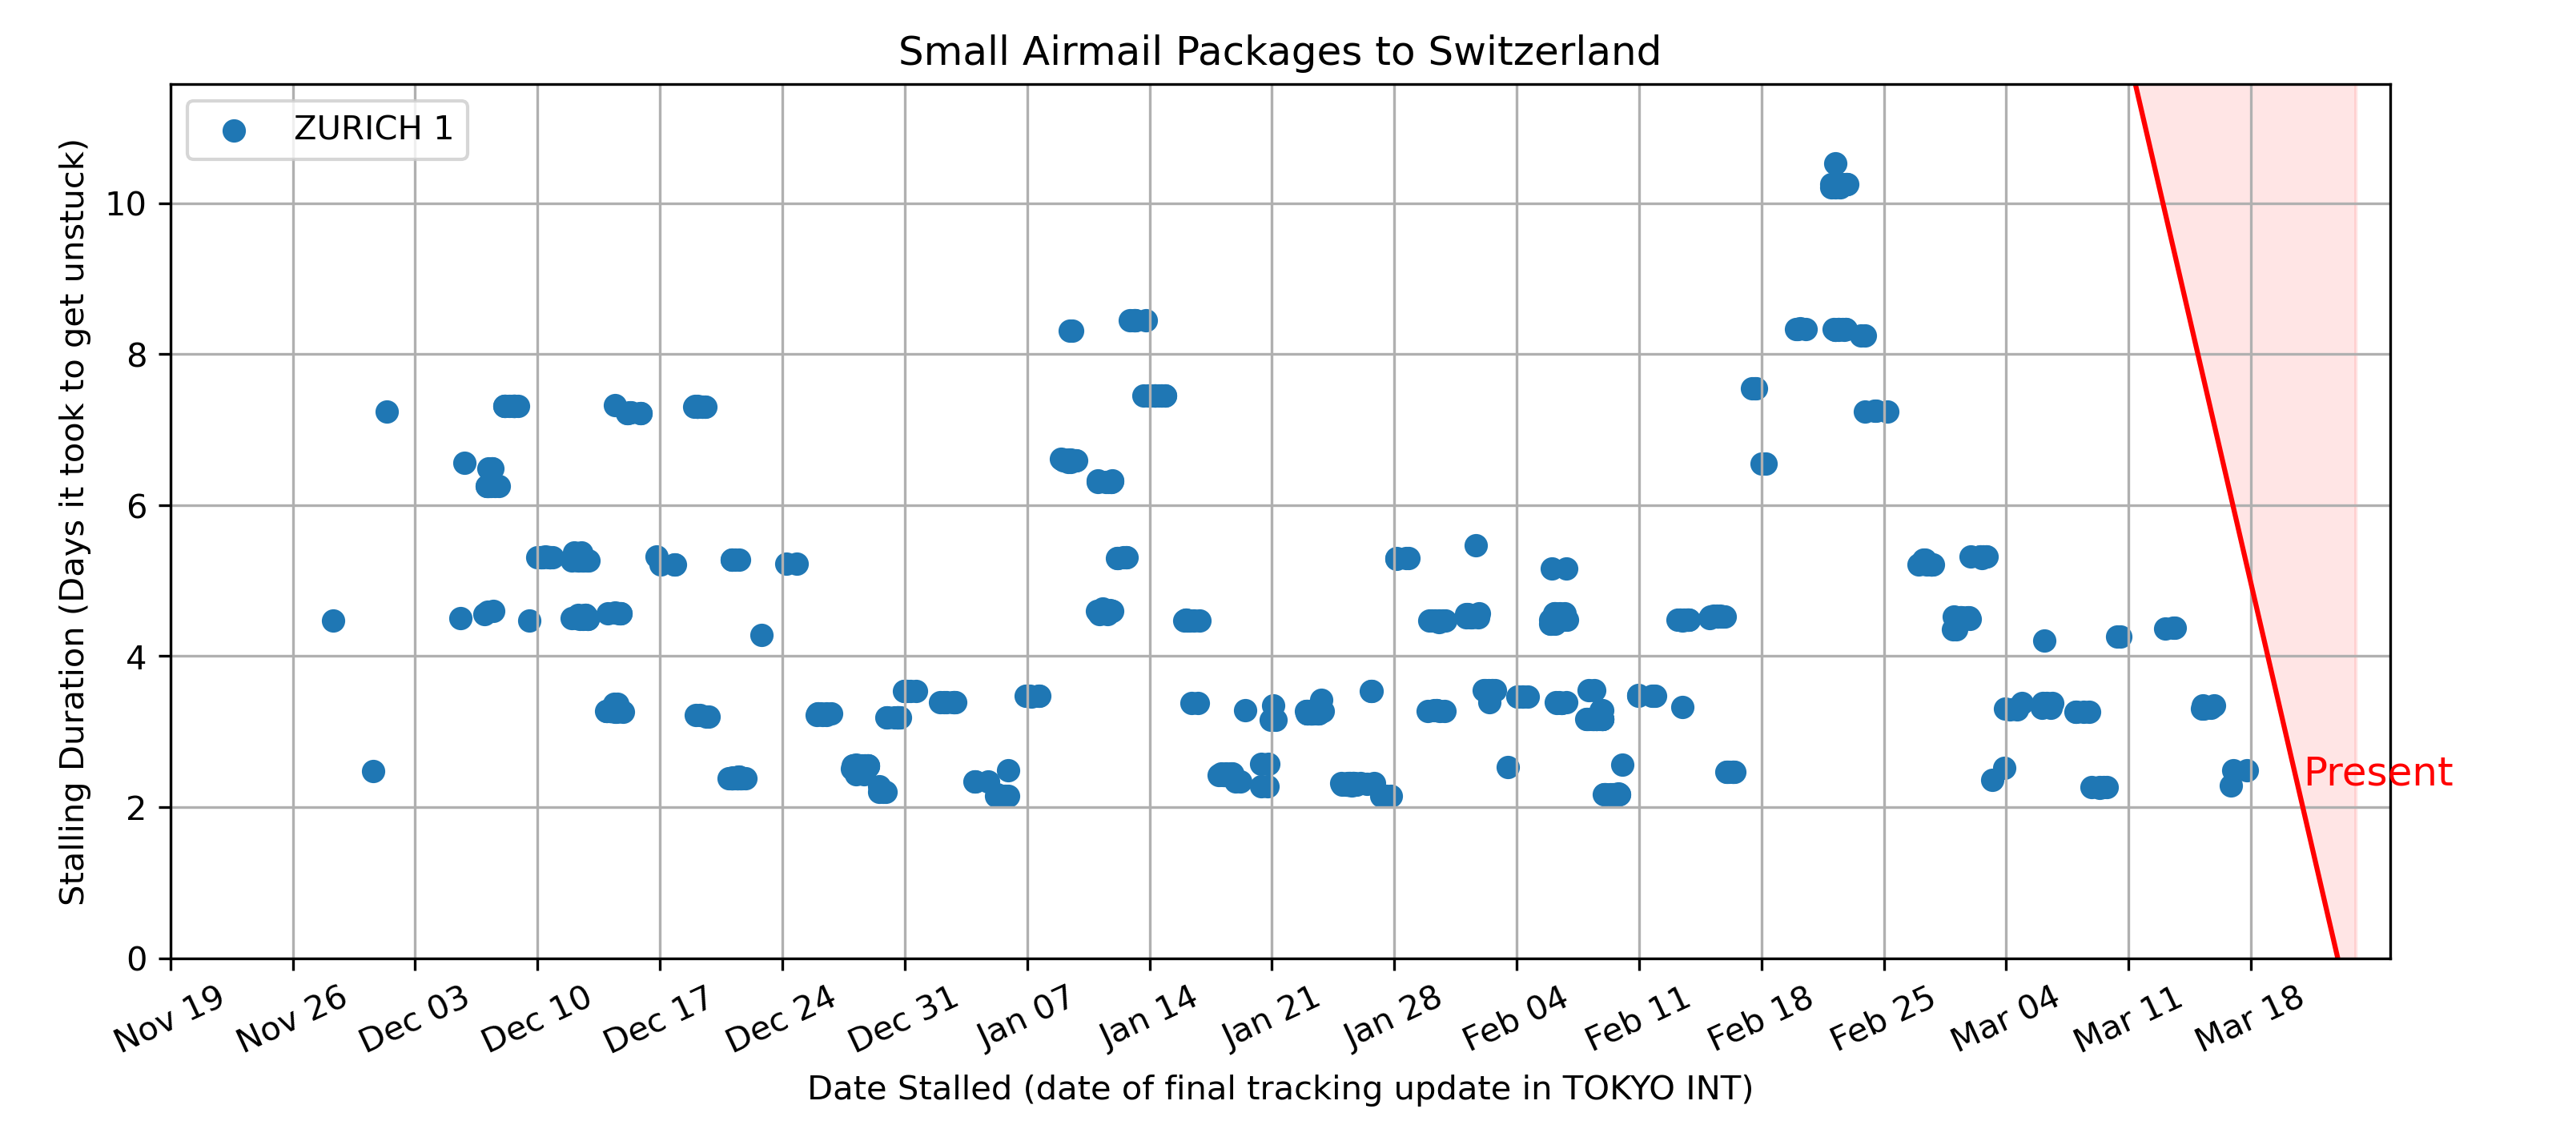 Small Airmail Packages to Switzerland
ZURICH 1
Stalling Duration (Days it took to get unstuck)
10
8
6
4
2
0
Present
Nov 19
Nov 26
Dec 03
Dec 10
Dec 17
Dec 24
Dec 31
Jan 07
Jan 14
Jan 21
Jan 28
Feb 04
Feb 11
Feb 18
Feb 25
Mar 04
Mar 11
Mar 18
Date Stalled (date of final tracking update in TOKYO INT)